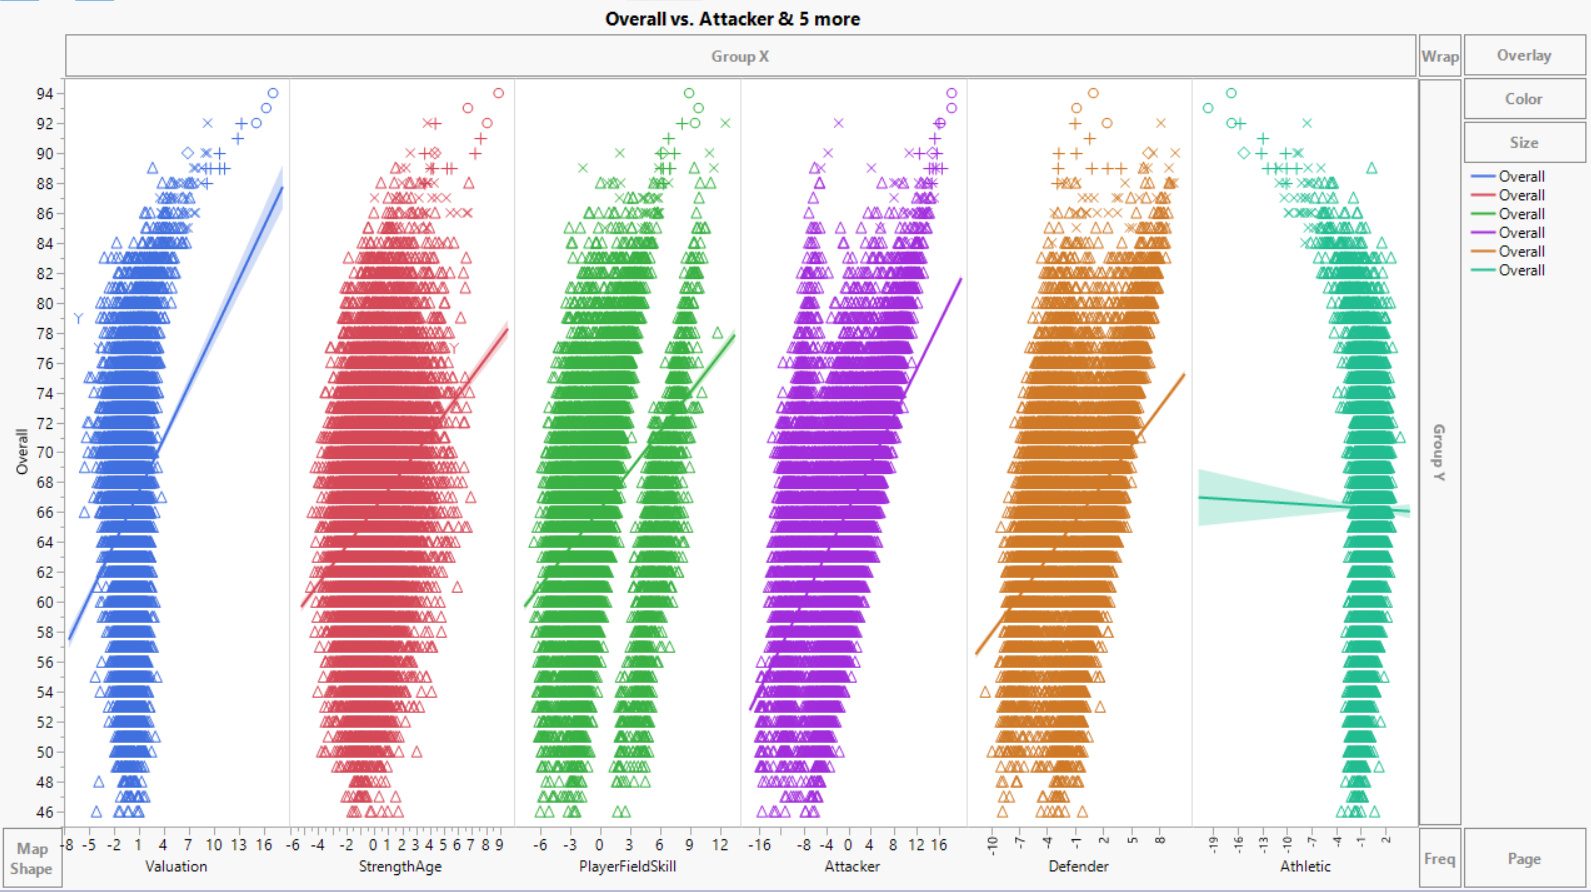 Overall vs. Attacker & 5 more
Group X
Wrap
Overlay
Color
Size
Overall
Overall
Overall
Overall
Overall
Overall
Group Y
Overall
94
92
90
88
86
84
82
80
78
76
74
72
70
68
66
64
62
60
58
56
54
52
50
48
46
-8 -5 -2 1 4 7 10 13 16
-6 -4 -2 0 1 2 3 4 5 6 7 8 9
-6 -3 0 3 6 9 12
-16 -8 -4 0 4 8 12 16
-10 -7 -4 -1 2 5 8
-19 -16 -13 -10 -7 -4 -1 2
Valuation
StrengthAge
PlayerFieldSkill
Attacker
Defender
Athletic
Map
Shape
Freq
Page